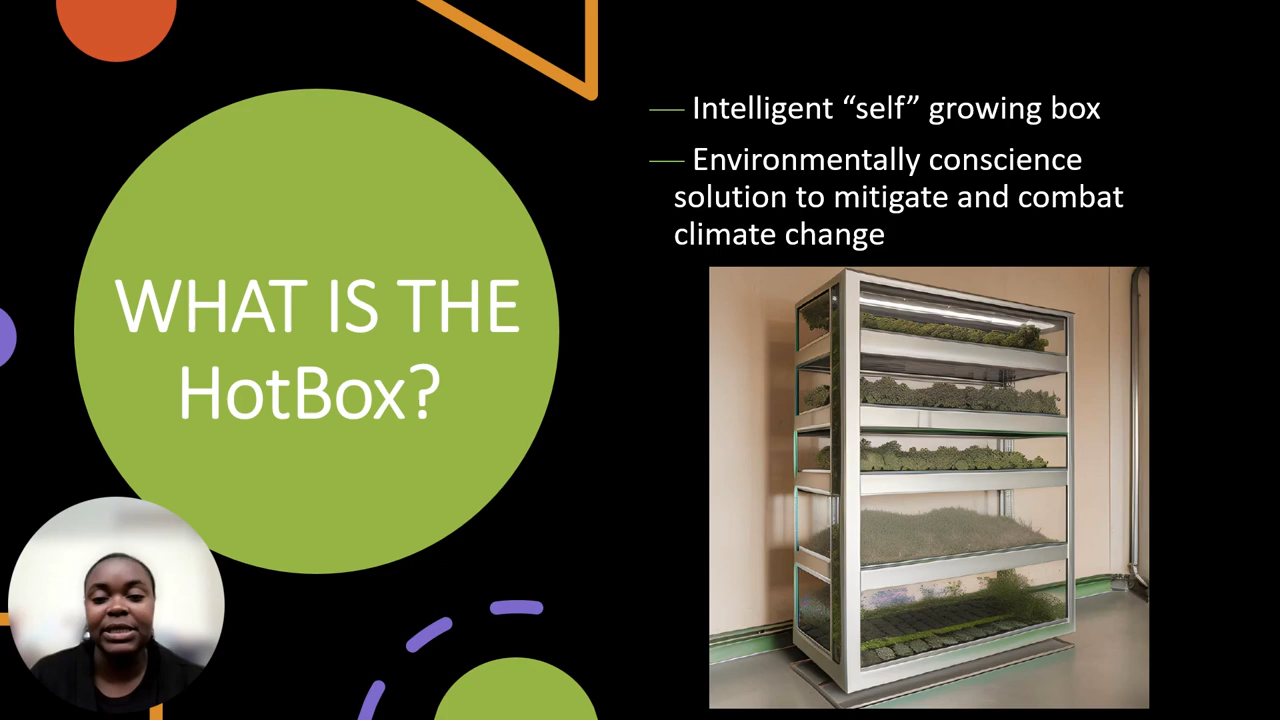 WHAT IS THE
HotBox?
Intelligent “self” growing box
Environmentally conscience
solution to mitigate and combat
climate change